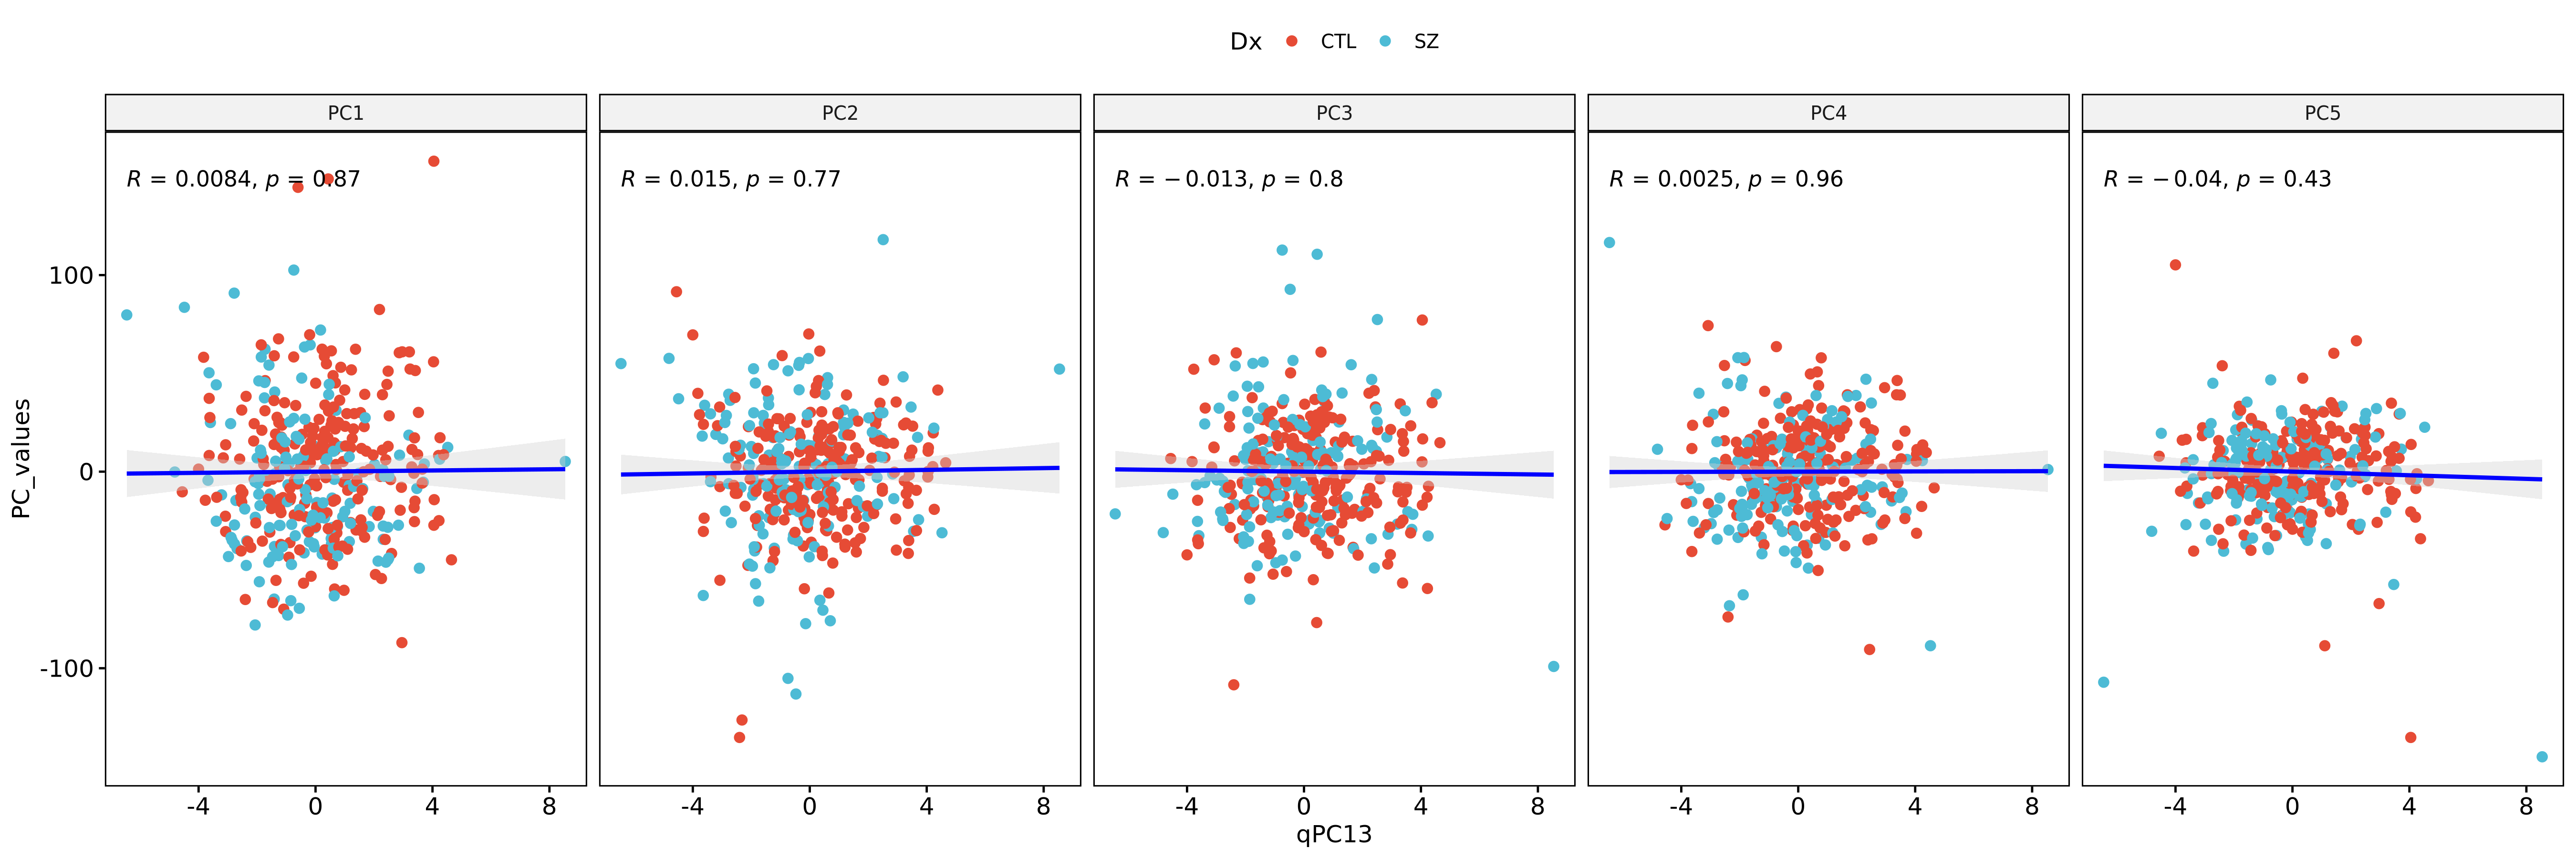 Dx CTL SZ
PC1 PC2 PC3 PC4 PC5
R = 0.0084, p = 0.87
R = 0.015, p = 0.77
R = −0.013, p = 0.8
R = 0.0025, p = 0.96
R = −0.04, p = 0.43
PC_values
100
0
-100
-4 0 4 8 -4 0 4 8 -4 0 4 8 -4 0 4 8 -4 0 4 8
qPC13